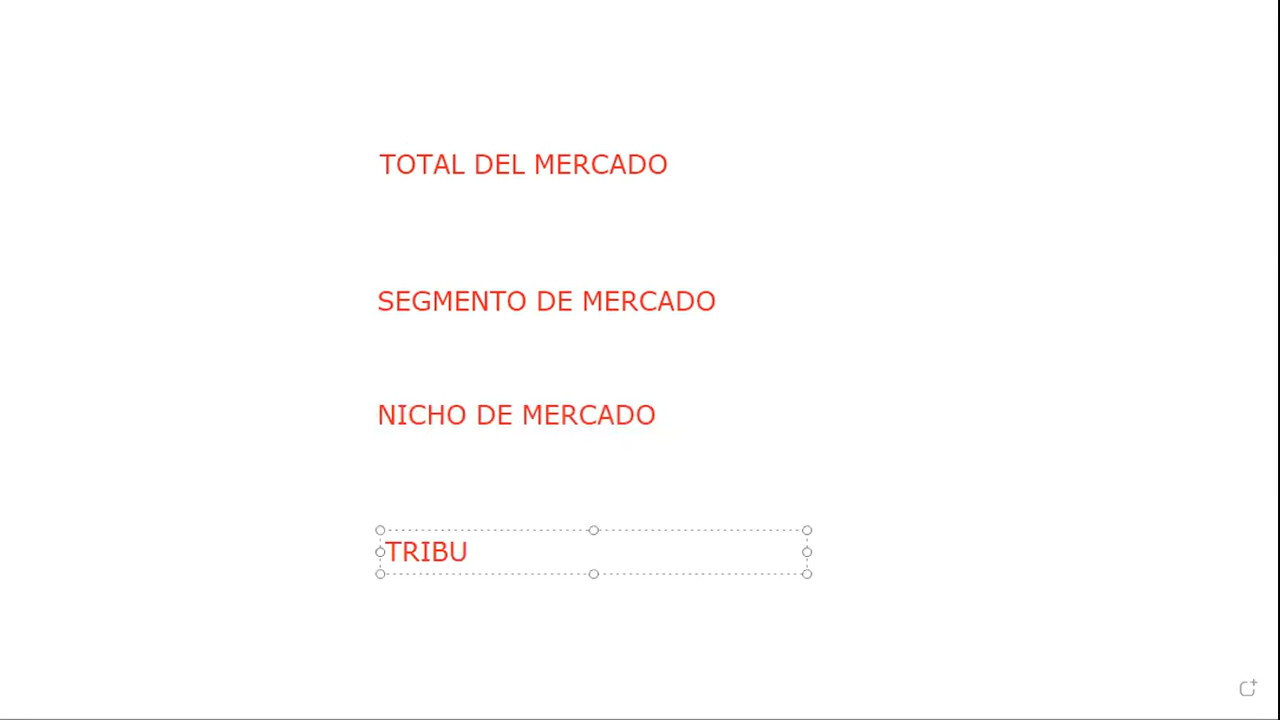 TOTAL DEL MERCADO
SEGMENTO DE MERCADO
NICHO DE MERCADO
TRIBU